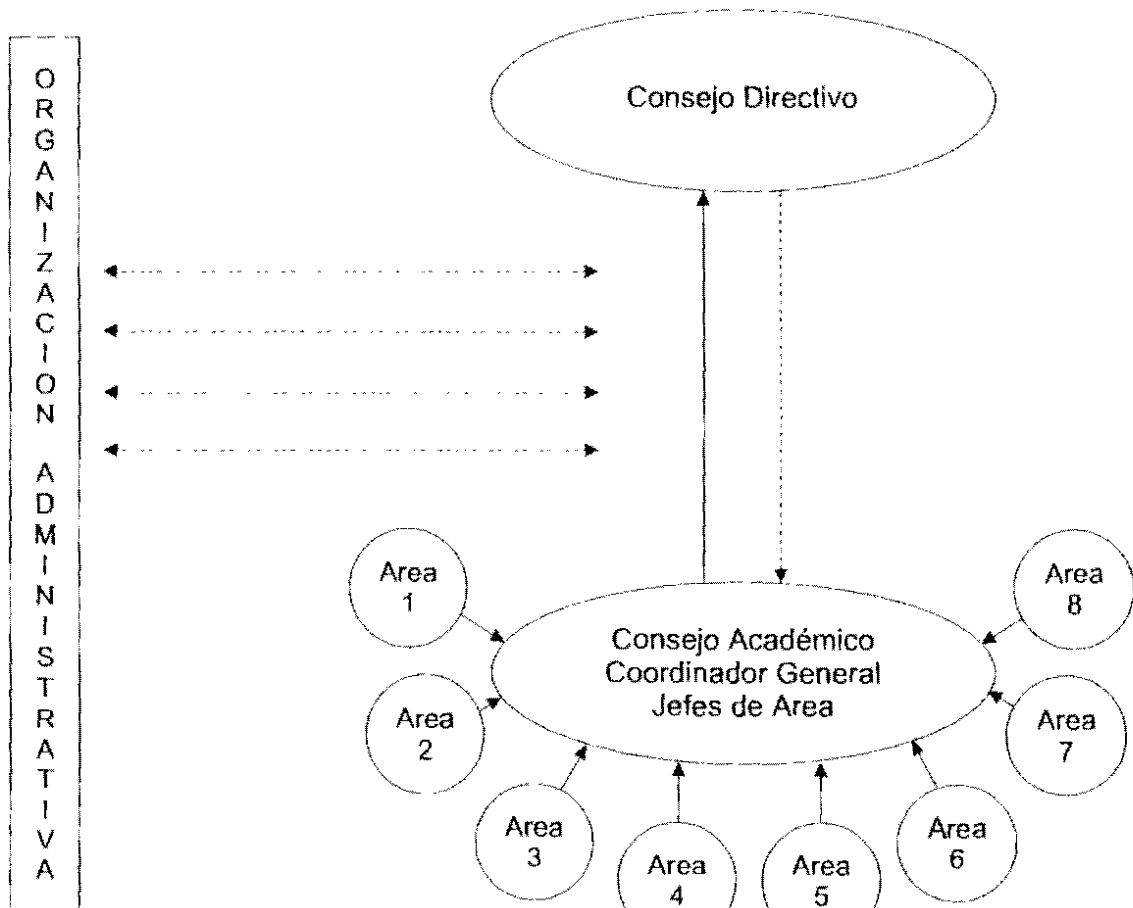 ORGANIZACION ADMINISTRATIVA
Consejo Directivo
Area
1
Area
8
Consejo Académico
Coordinador General
Jefes de Area
Area
2
Area
7
Area
3
Area
6
Area
4
Area
5